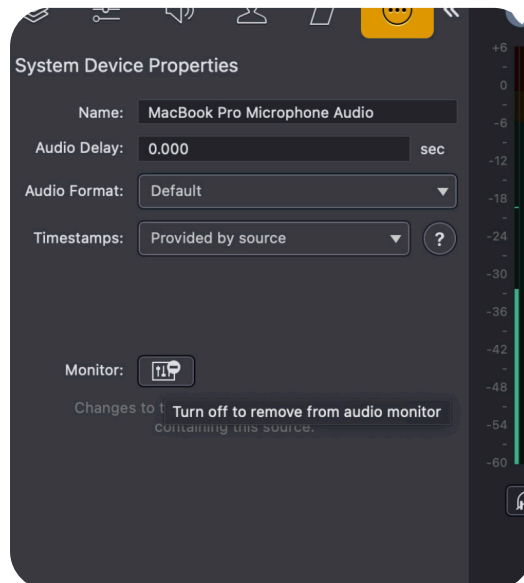 System Device Properties
Name: MacBook Pro Microphone Audio
Audio Delay: 0.000 sec
Audio Format: Default
Timestamps: Provided by source ?
Monitor:
Changes to t
Turn off to remove from audio monitor
containing this source.
+6
-
0
-
-6
-
-12
-
-18
-
-24
-
-30
-
-36
-
-42
-
-48
-
-54
-
-60